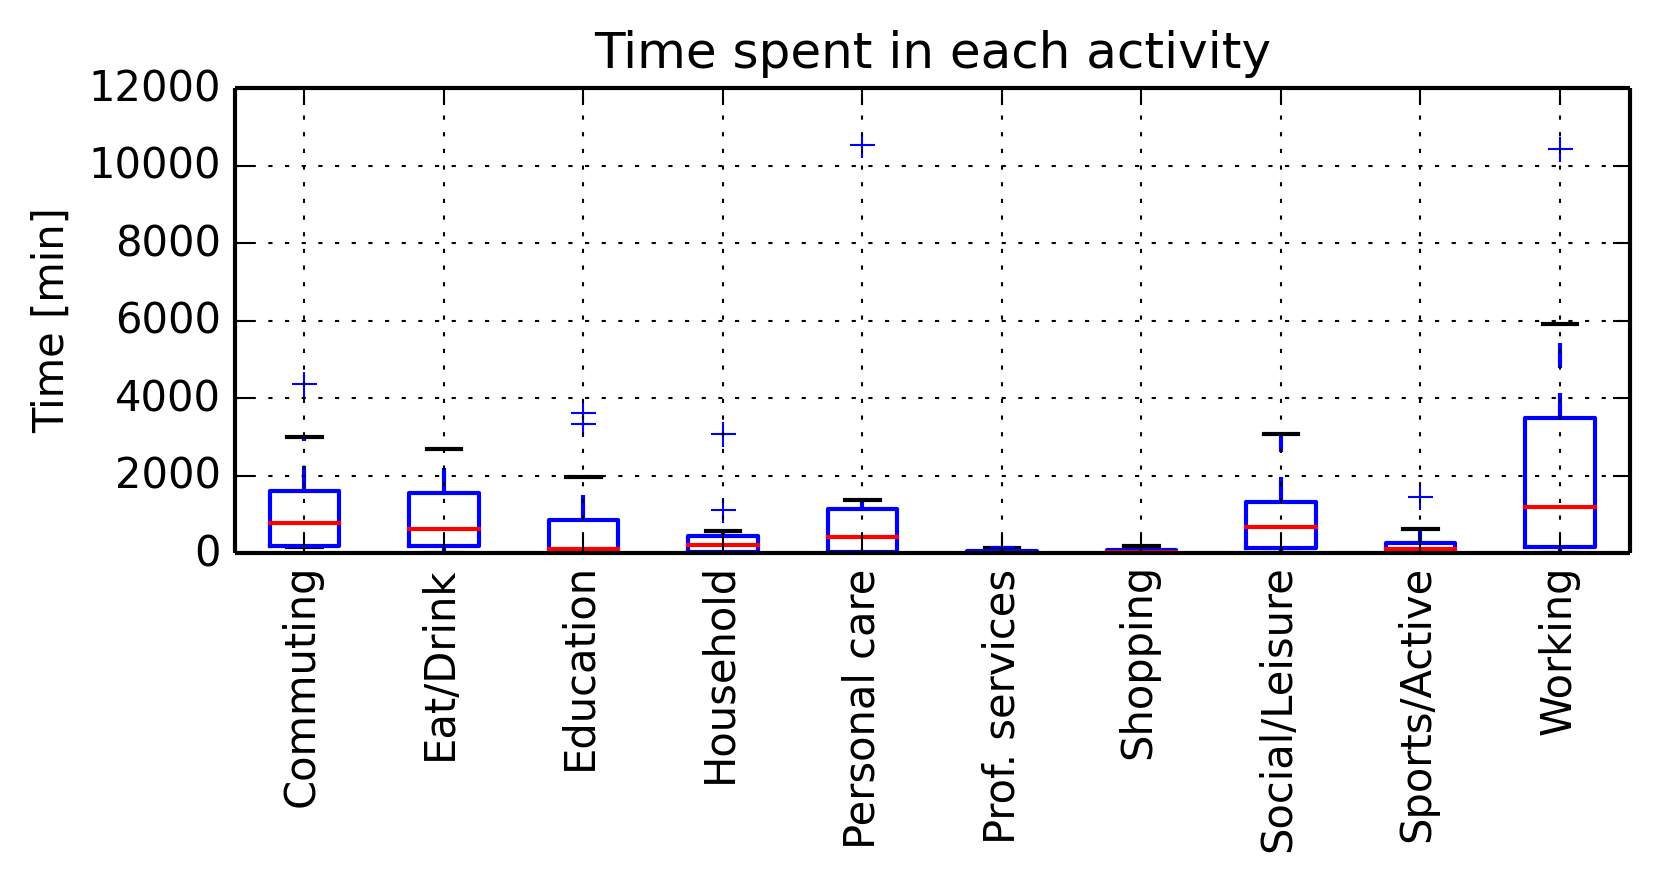 Time spent in each activity
Time [min]
12000
10000
8000
6000
4000
2000
0
Commuting
Eat/Drink
Education
Household
Personal care
Prof. services
Shopping
Social/Leisure
Sports/Active
Working